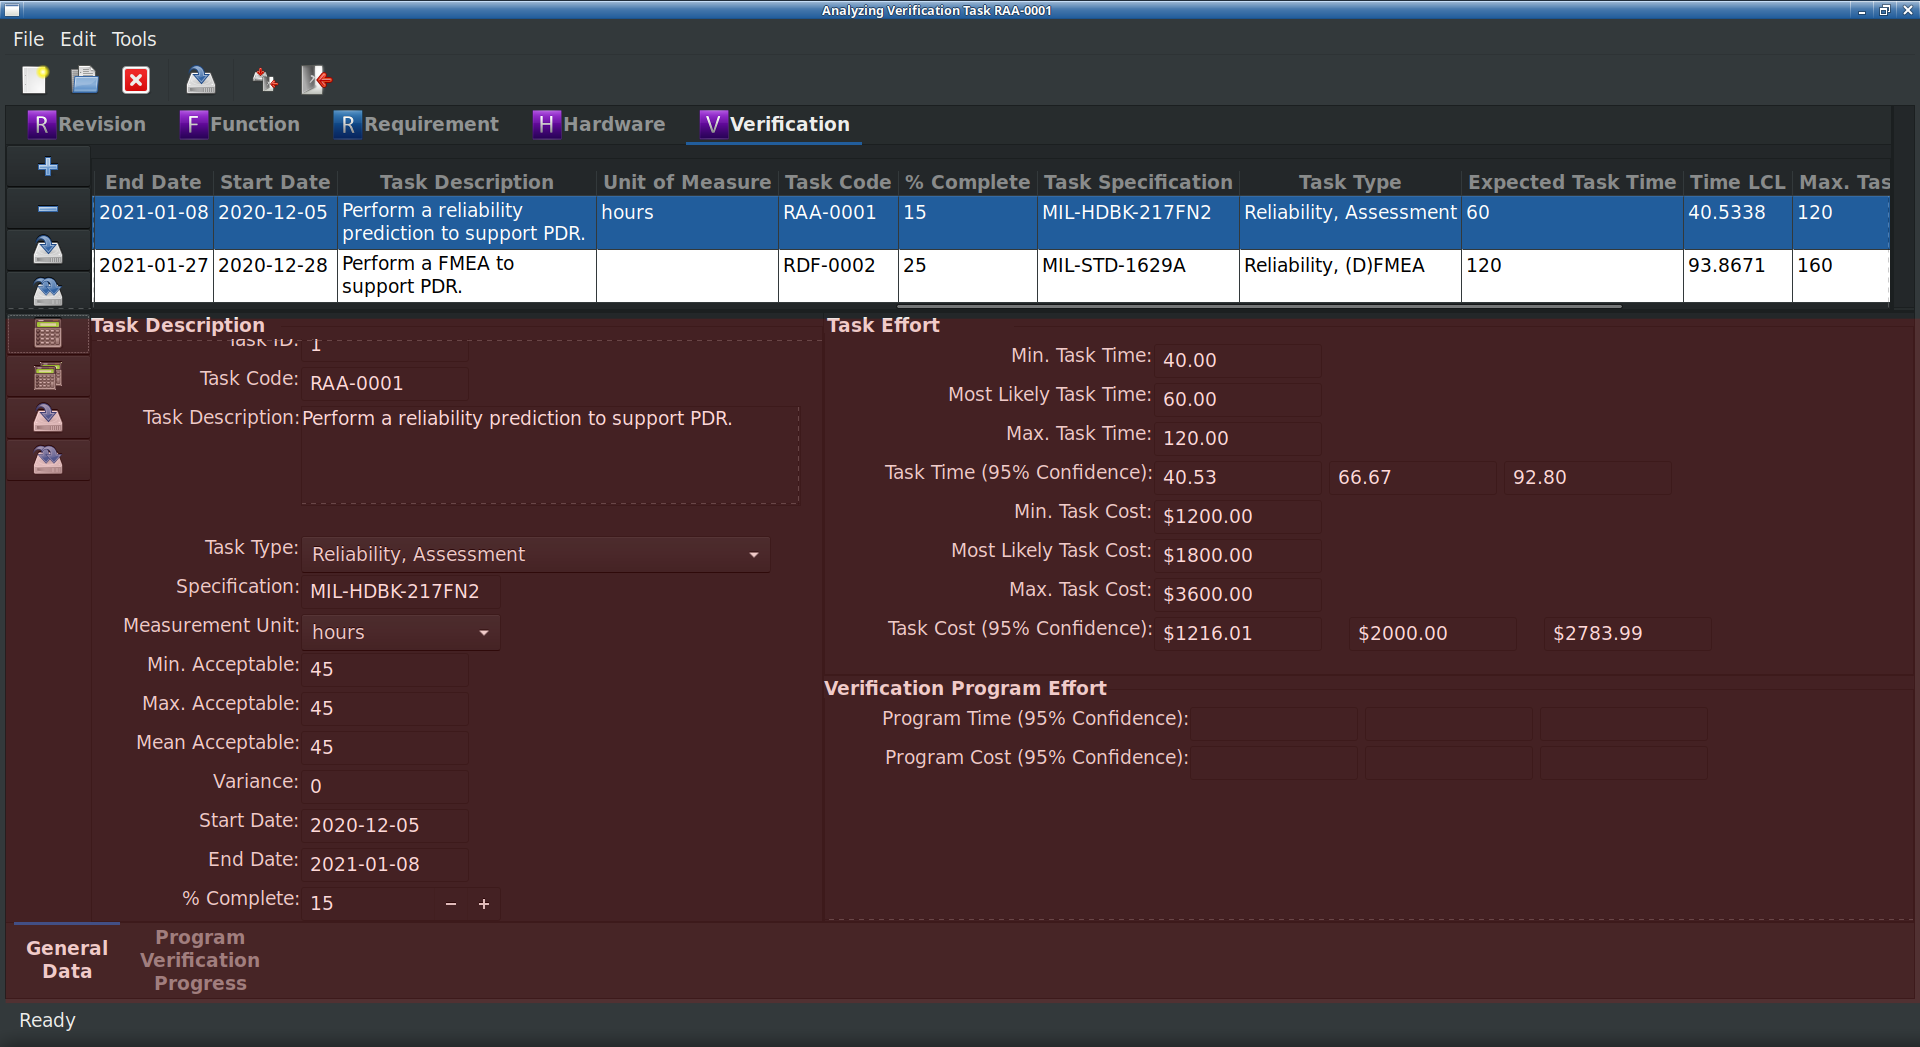 Analyzing Verification Task RAA-0001
File Edit Tools
R Revision F Function R Requirement H Hardware V Verification
End Date Start Date Task Description Unit of Measure Task Code % Complete Task Specification Task Type Expected Task Time Time LCL Max. Tas
2021-01-08 2020-12-05 Perform a reliability hours RAA-0001 15 MIL-HDBK-217FN2 Reliability, Assessment 60 40.5338 120
prediction to support PDR.
2021-01-27 2020-12-28 Perform a FMEA to RDF-0002 25 MIL-STD-1629A Reliability, (D)FMEA 120 93.8671 160
support PDR.
Task Description
Task ID: 1
Task Code: RAA-0001
Task Description: Perform a reliability prediction to support PDR.
Task Type: Reliability, Assessment
Specification: MIL-HDBK-217FN2
Measurement Unit: hours
Min. Acceptable: 45
Max. Acceptable: 45
Mean Acceptable: 45
Variance: 0
Start Date: 2020-12-05
End Date: 2021-01-08
% Complete: 15 − +
Task Effort
Min. Task Time: 40.00
Most Likely Task Time: 60.00
Max. Task Time: 120.00
Task Time (95% Confidence): 40.53 66.67 92.80
Min. Task Cost: $1200.00
Most Likely Task Cost: $1800.00
Max. Task Cost: $3600.00
Task Cost (95% Confidence): $1216.01 $2000.00 $2783.99
Verification Program Effort
Program Time (95% Confidence):
Program Cost (95% Confidence):
General
Data
Program
Verification
Progress
Ready